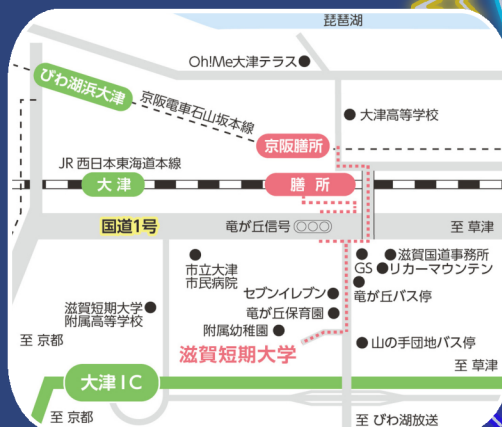 琵琶湖
Oh!Me大津テラス
びわ湖浜大津
京阪電車石山坂本線
大津高等学校
京阪膳所
JR 西日本東海道本線
大津
膳所
国道1号
竜が丘信号
至 草津
市立大津
市民病院
滋賀国道事務所
GS
リカーマウンテン
セブンイレブン
竜が丘バス停
滋賀短期大学
附属高等学校
竜が丘保育園
附属幼稚園
至 京都
滋賀短期大学
山の手団地バス停
至 草津
大津IC
至 京都
至 びわ湖放送